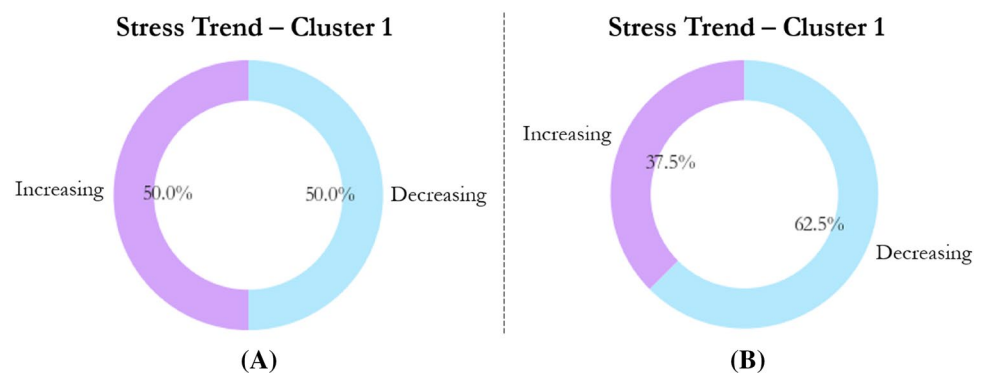 Stress Trend – Cluster 1
Increasing
50.0%
50.0%
Decreasing
(A)
Stress Trend – Cluster 1
Increasing
37.5%
62.5%
Decreasing
(B)